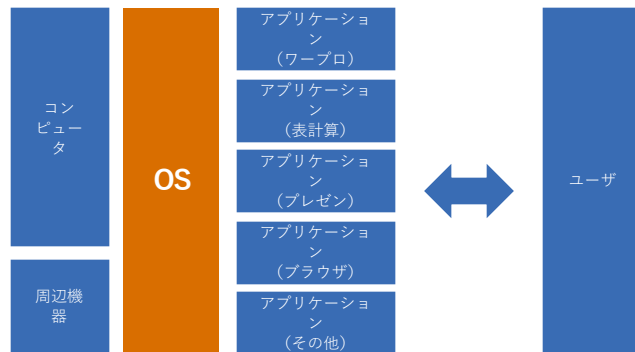 コン
ピュー
タ
周辺機
器
OS
アプリケーショ
ン
（ワープロ）
アプリケーショ
ン
（表計算）
アプリケーショ
ン
（プレゼン）
アプリケーショ
ン
（ブラウザ）
アプリケーショ
ン
（その他）
ユーザ